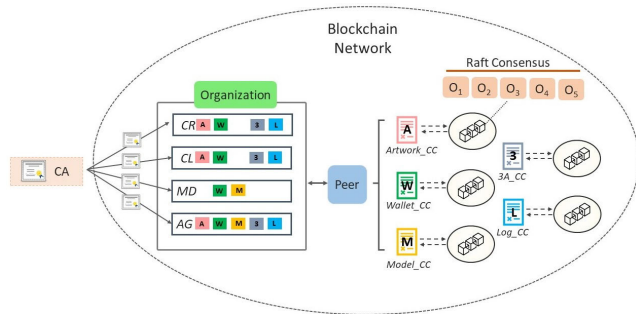 Blockchain
Network
Raft Consensus
O1 O2 O3 O4 O5
Organization
CR A W 3 L
CL A W 3 L
MD W M
AG A W M 3 L
CA
Peer
A
Artwork_CC
3
3A_CC
W
Wallet_CC
L
Log_CC
M
Model_CC